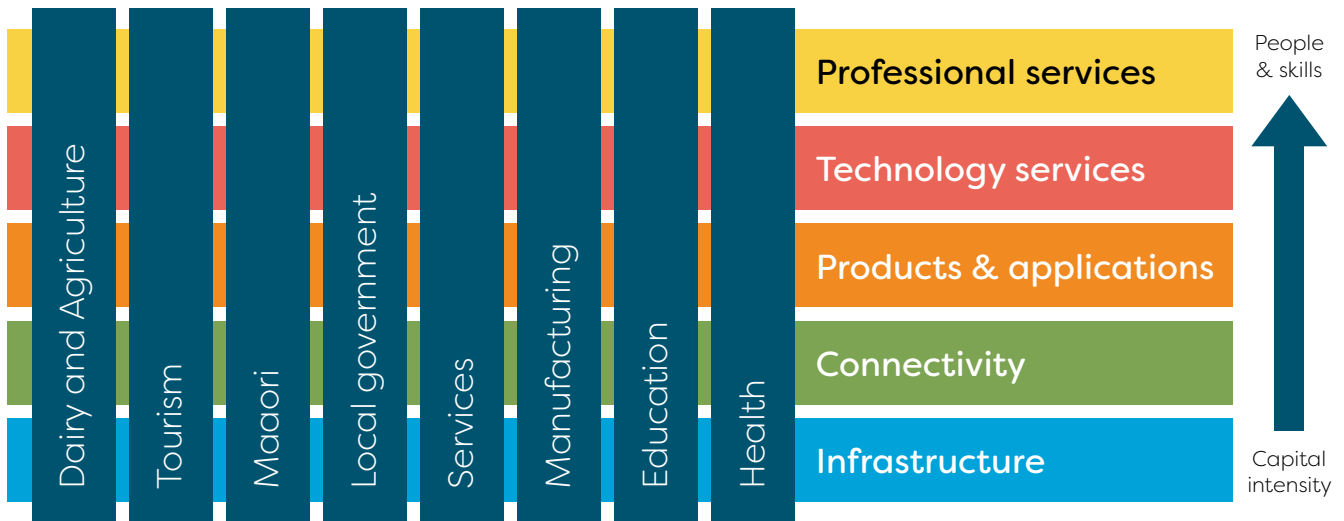 Dairy and Agriculture
Tourism
Maaori
Local government
Services
Manufacturing
Education
Health
Professional services
Technology services
Products & applications
Connectivity
Infrastructure
People
& skills
Capital
intensity